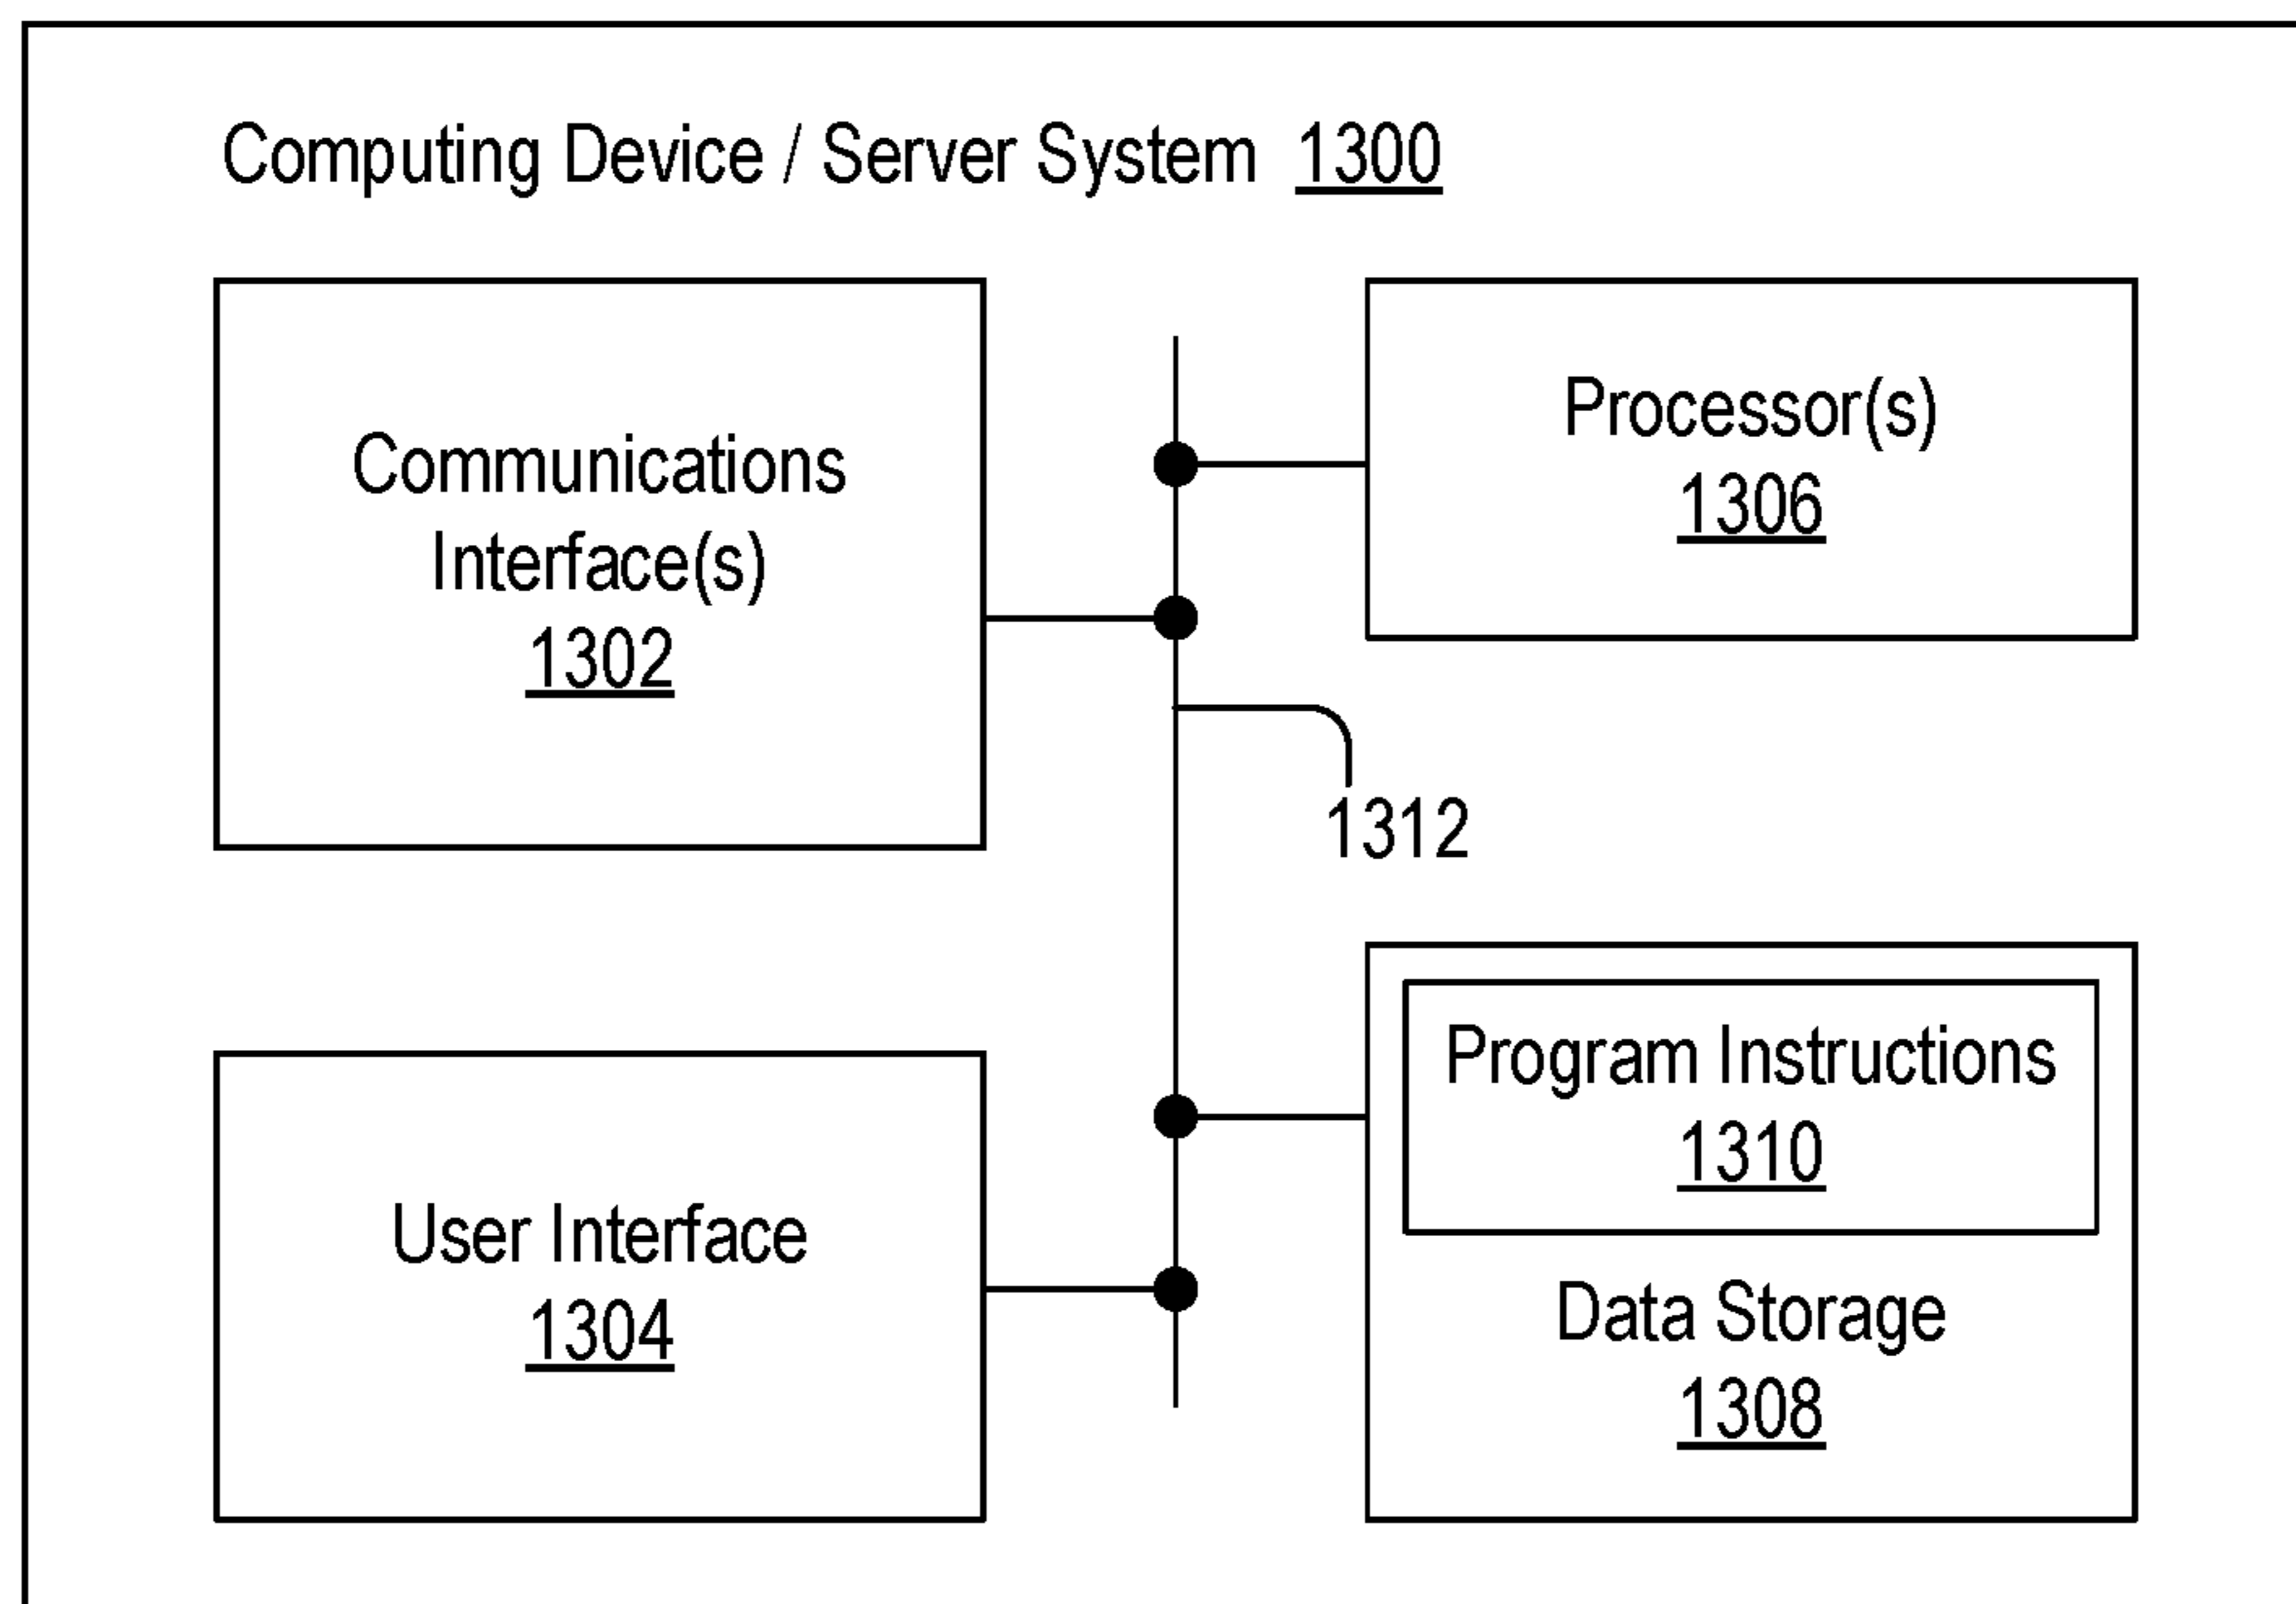 Computing Device / Server System 1300
Communications
Interface(s)
1302
Processor(s)
1306
1312
User Interface
1304
Program Instructions
1310
Data Storage
1308